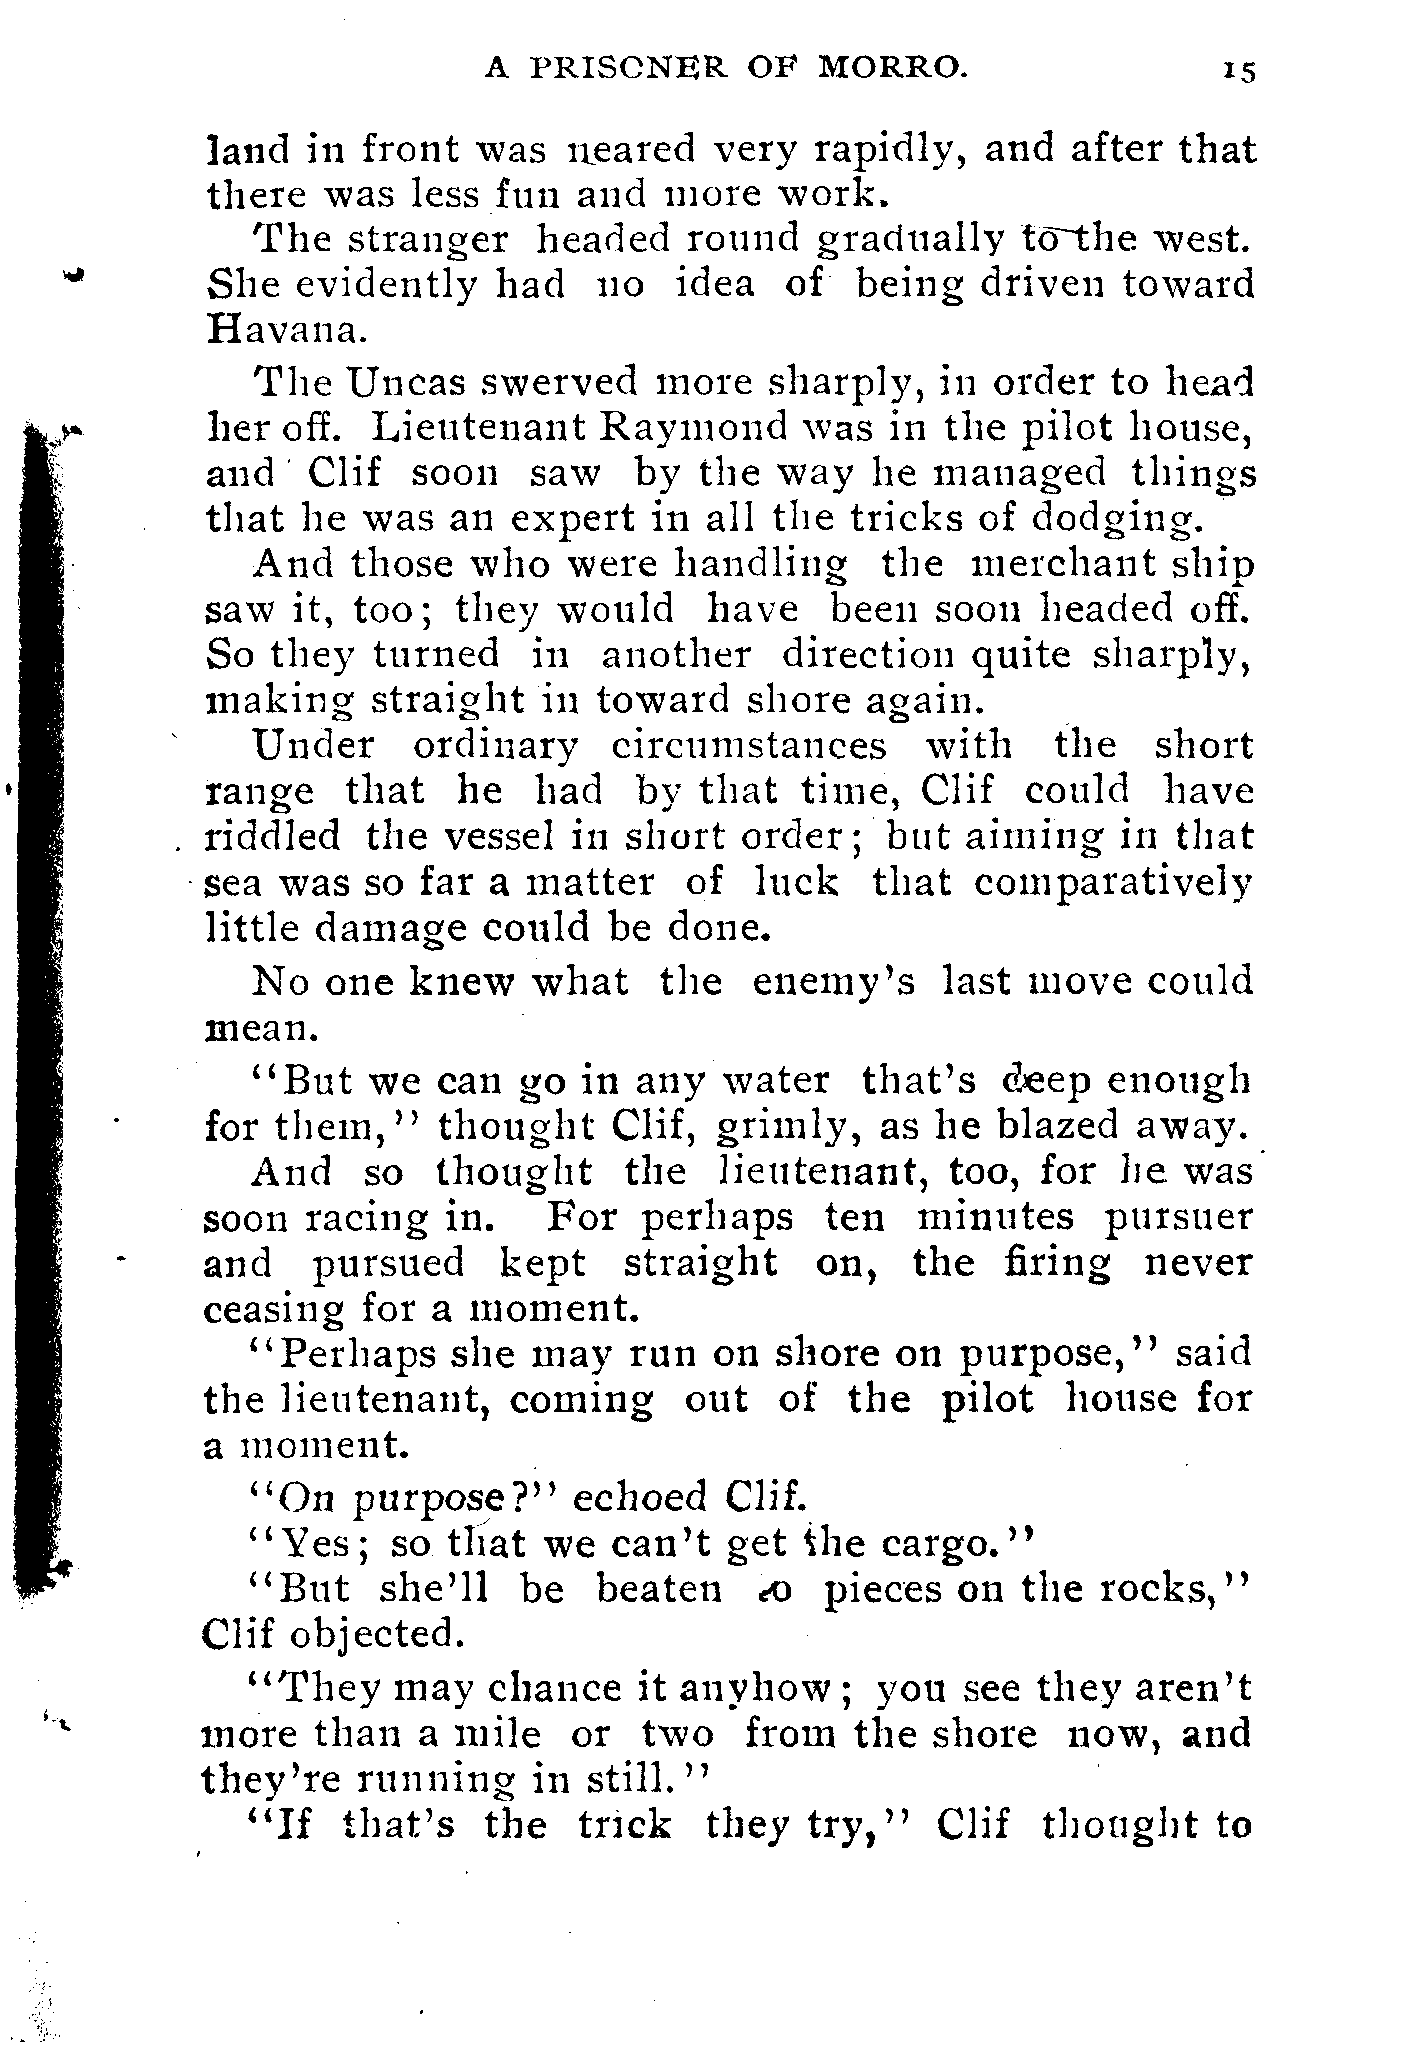 A PRISONER OF MORRO. 15
land in front was neared very rapidly, and after that
there was less fun and more work.
The stranger headed round gradually to the west.
She evidently had no idea of being driven toward
Havana.
The Uncas swerved more sharply, in order to head
her off. Lieutenant Raymond was in the pilot house,
and Clif soon saw by the way he managed things
that he was an expert in all the tricks of dodging.
And those who were handling the merchant ship
saw it, too; they would have been soon headed off.
So they turned in another direction quite sharply,
making straight in toward shore again.
Under ordinary circumstances with the short
range that he had by that time, Clif could have
riddled the vessel in short order; but aiming in that
sea was so far a matter of luck that comparatively
little damage could be done.
No one knew what the enemy's last move could
mean.
"But we can go in any water that's deep enough
for them," thought Clif, grimly, as he blazed away.
And so thought the lieutenant, too, for he was
soon racing in. For perhaps ten minutes pursuer
and pursued kept straight on, the firing never
ceasing for a moment.
"Perhaps she may run on shore on purpose," said
the lieutenant, coming out of the pilot house for
a moment.
"On purpose?" echoed Clif.
"Yes; so that we can't get the cargo."
"But she'll be beaten to pieces on the rocks,"
Clif objected.
"They may chance it anyhow; you see they aren't
more than a mile or two from the shore now, and
they're running in still."
"If that's the trick they try," Clif thought to